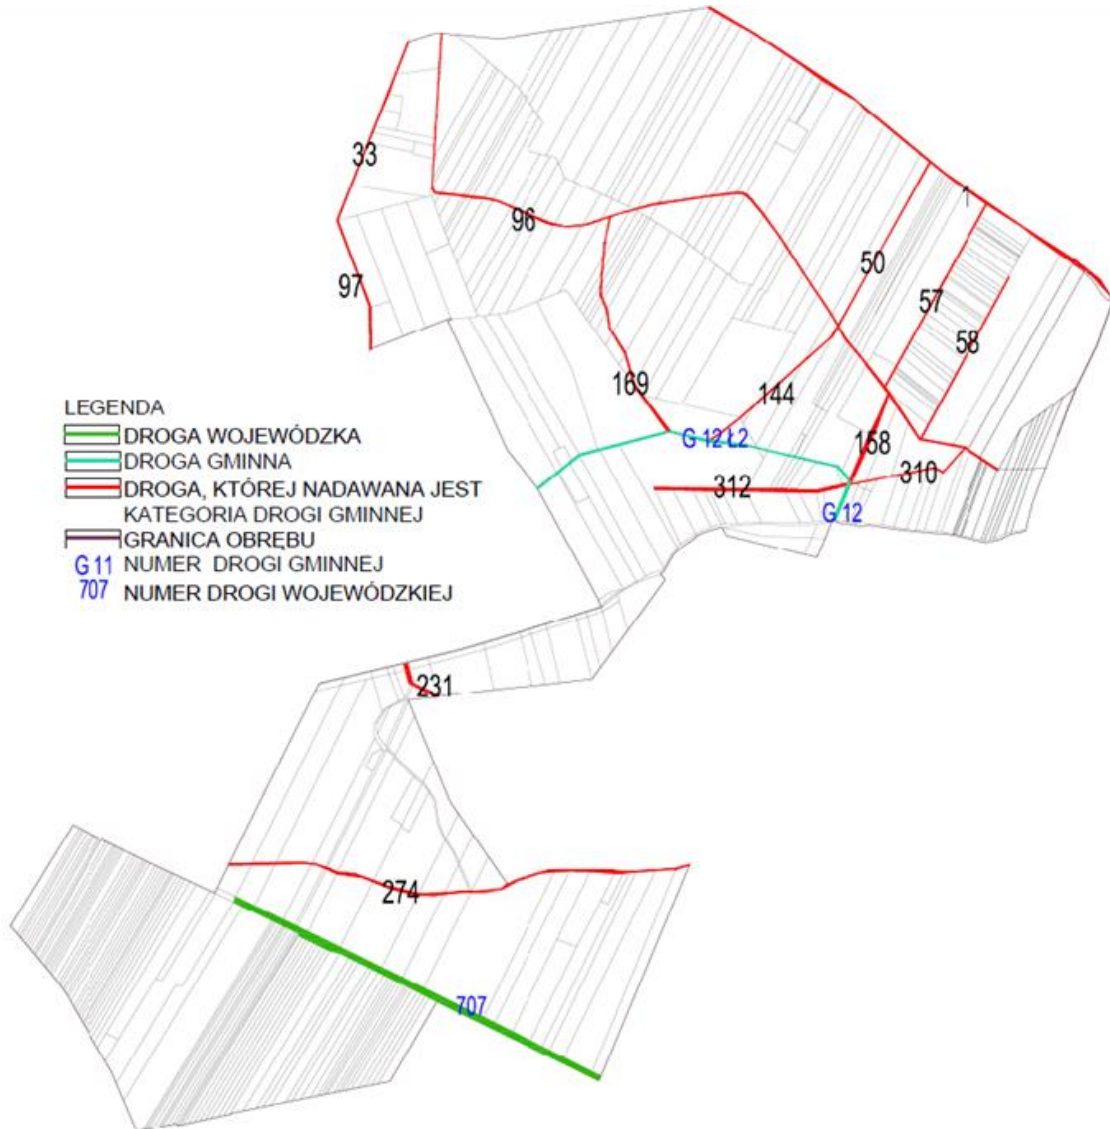 33
96
1
50
97
57
58
169
144
LEGENDA
DROGA WOJEWÓDZKA
DROGA GMINNA
DROGA, KTÓREJ NADAWANA JEST
KATEGORIA DROGI GMINNEJ
GRANICA OBRĘBU
G 11 NUMER DROGI GMINNEJ
707 NUMER DROGI WOJEWÓDZKIEJ
G 12 Ł2
158
310
312
G 12
231
274
707